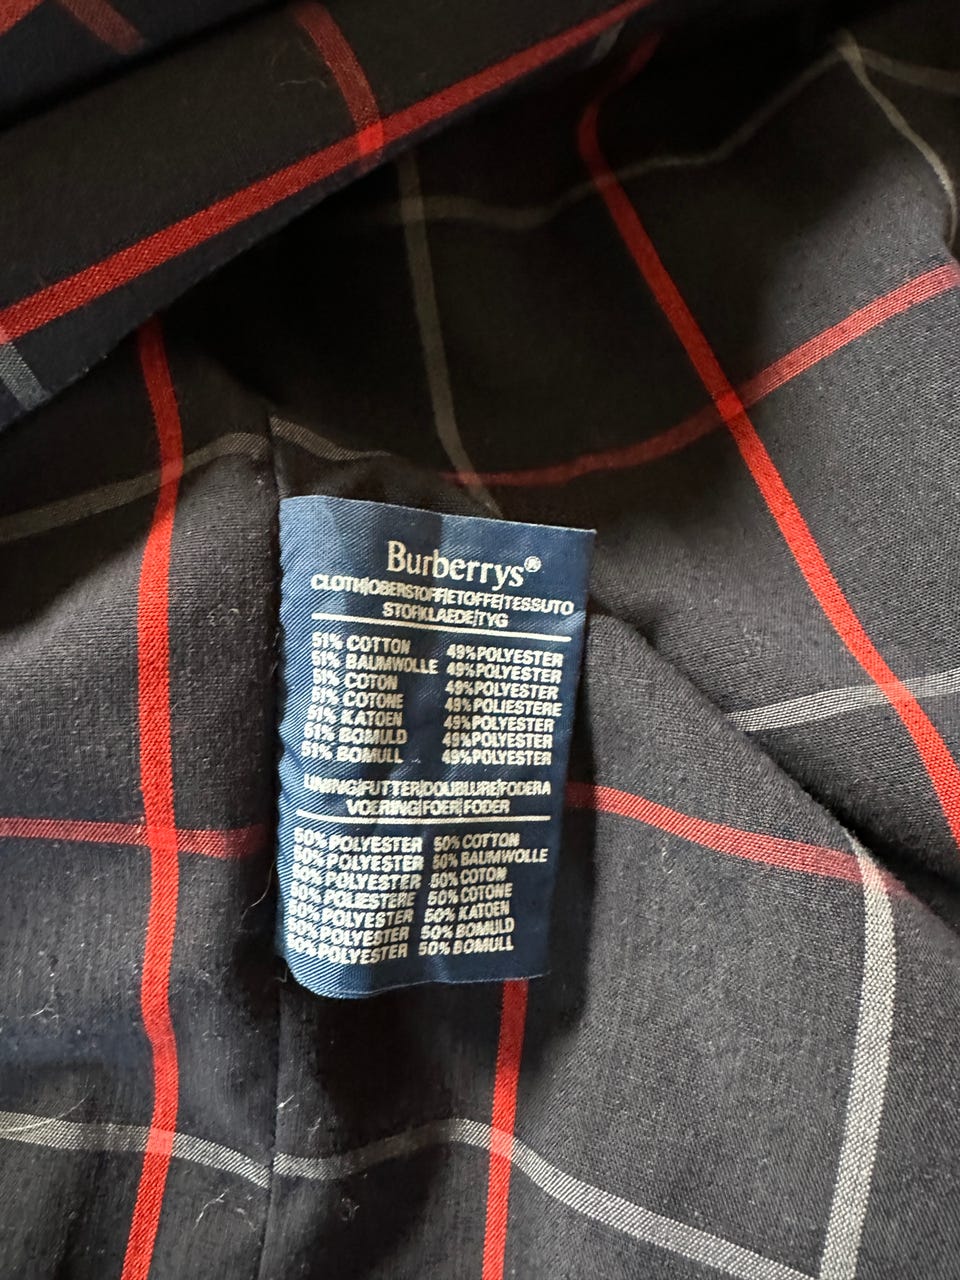 Burberrys®
CLOTH|OBERSTOFF|ETOFFE|TESSUTO
STOF|KLAEDE|TYG
51% COTTON 49% POLYESTER
51% BAUMWOLLE 49% POLYESTER
51% COTON 49% POLYESTER
51% COTONE 49% POLIESTERE
51% KATOEN 49% POLYESTER
51% BOMULD 49% POLYESTER
51% BOMULL 49% POLYESTER
LINING|FUTTER|DOUBLURE|FODERA
VOERING|FOER|FODER
50% POLYESTER 50% COTTON
50% POLYESTER 50% BAUMWOLLE
50% POLYESTER 50% COTON
50% POLIESTERE 50% COTONE
50% POLYESTER 50% KATOEN
50% POLYESTER 50% BOMULD
50% POLYESTER 50% BOMULL